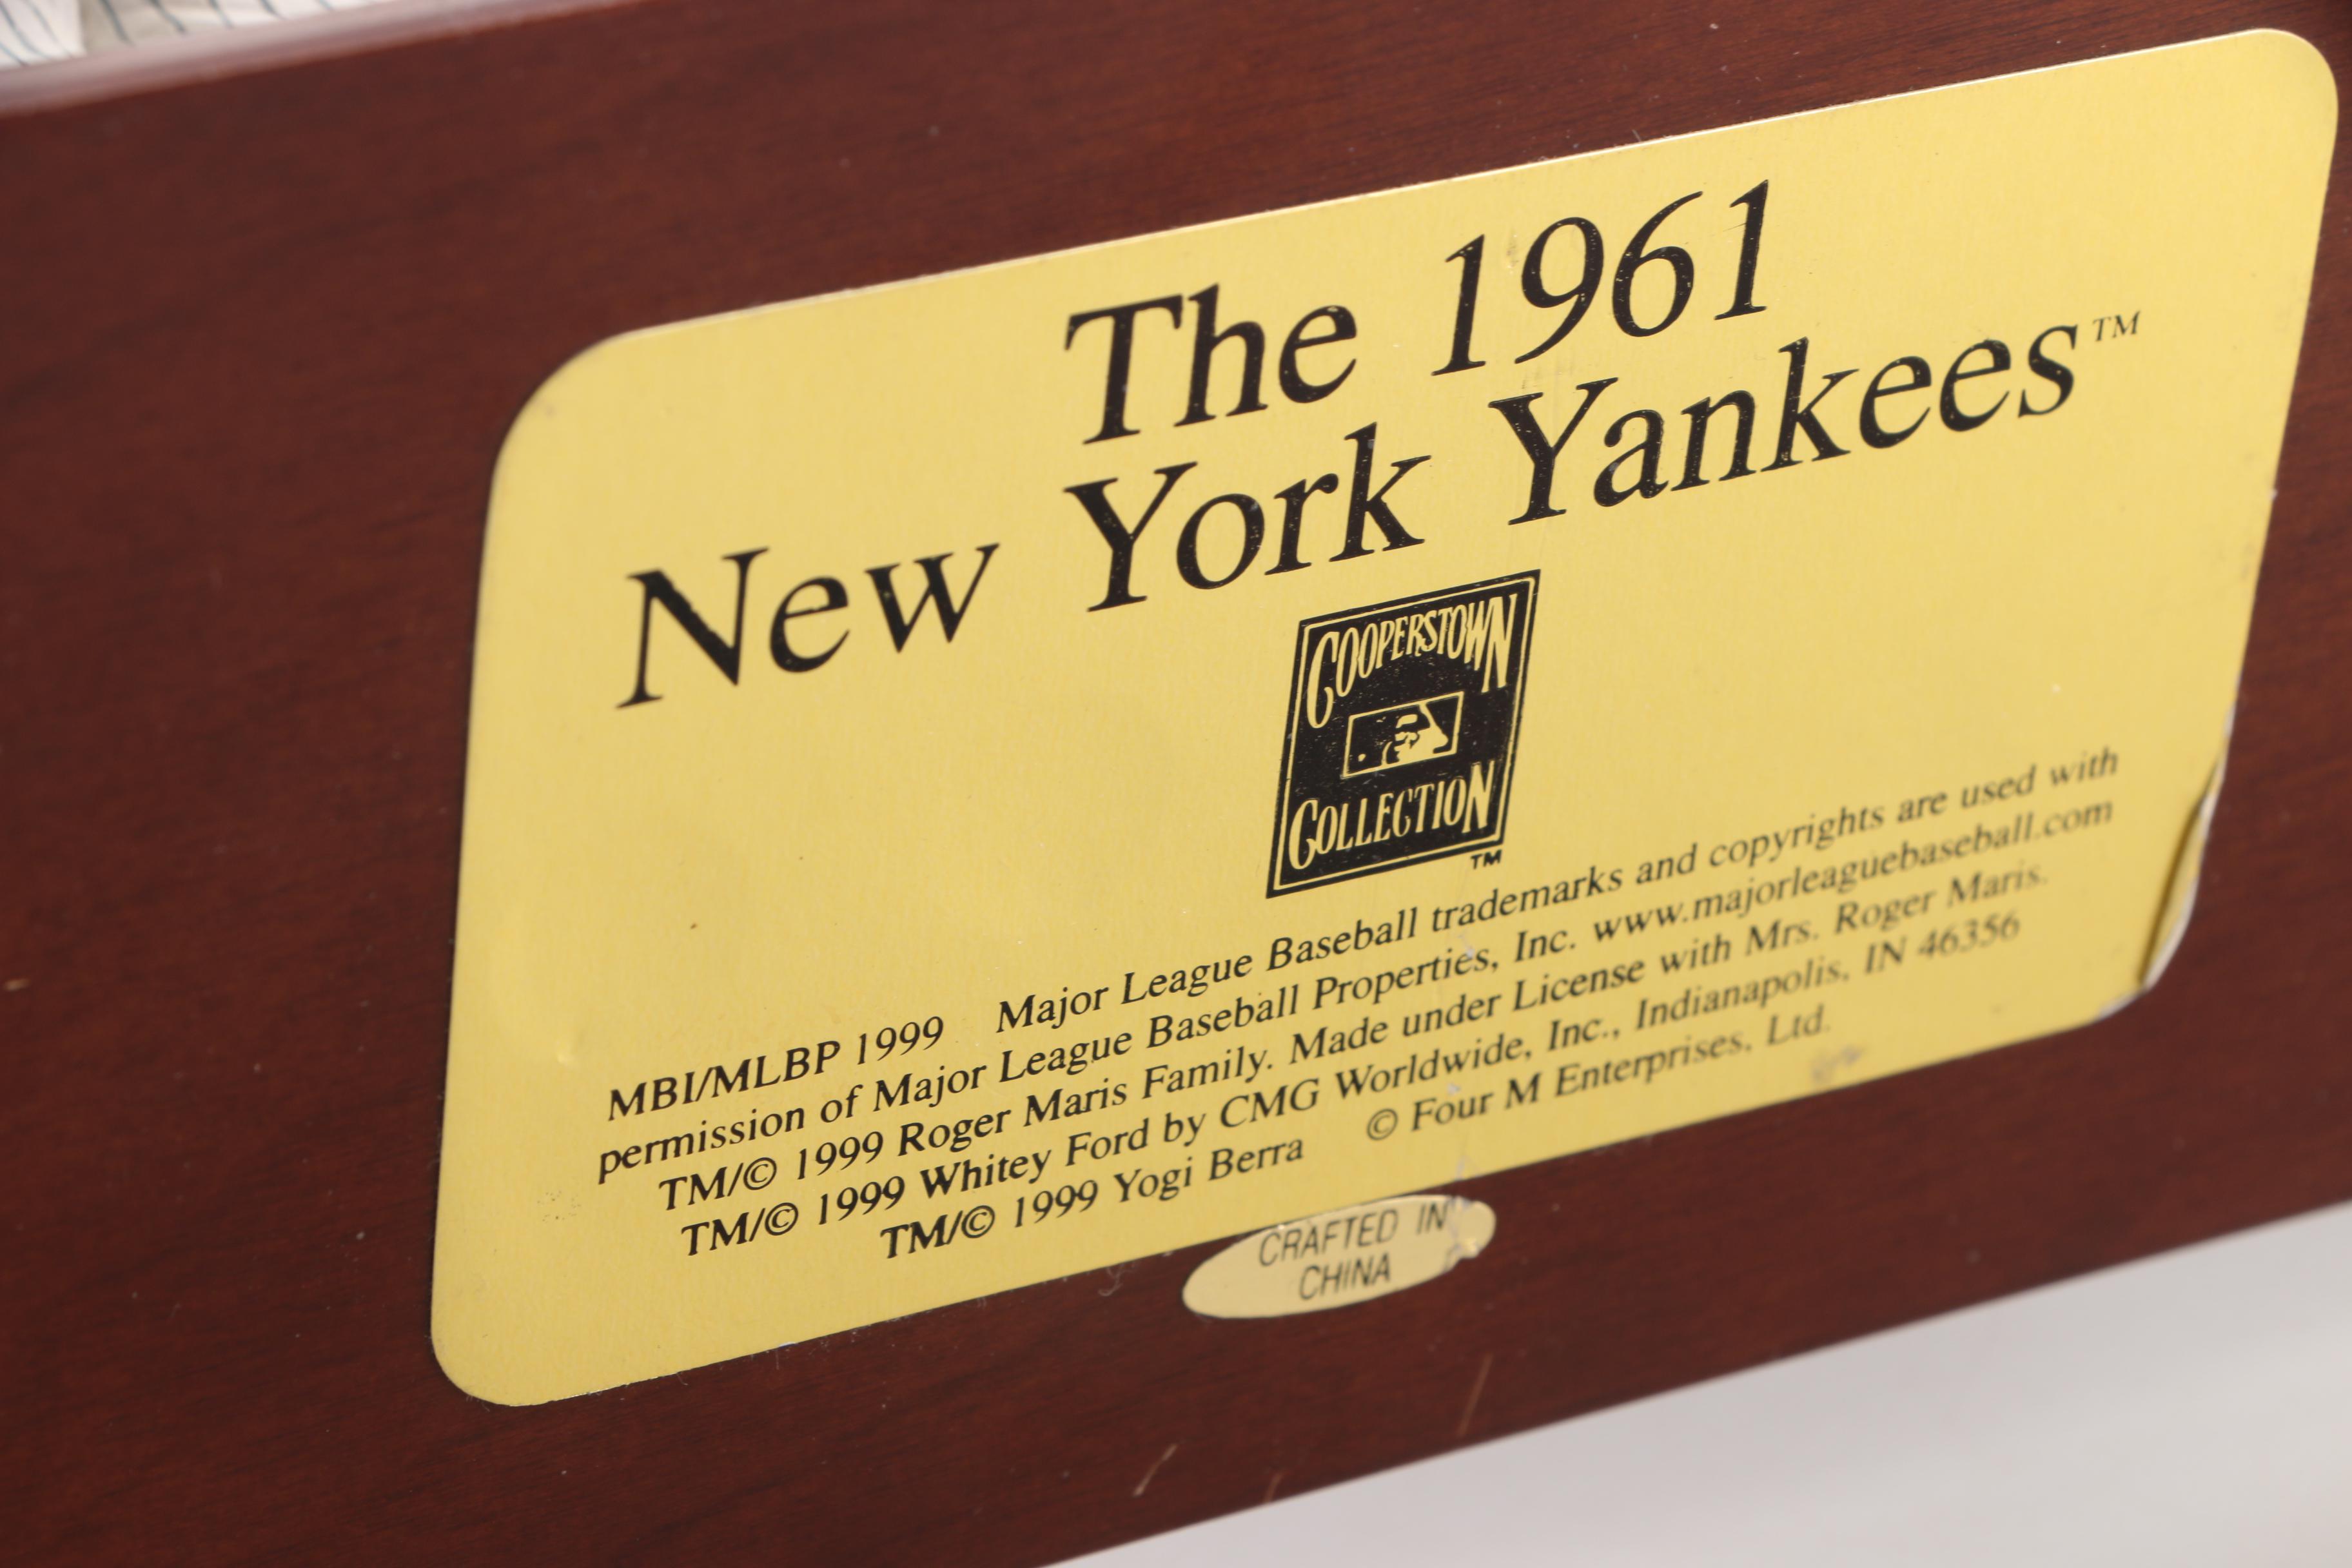 The 1961
New York Yankees™
COOPERSTOWN
COLLECTION
™
MBI/MLBP 1999 Major League Baseball trademarks and copyrights are used with
permission of Major League Baseball Properties, Inc. www.majorleaguebaseball.com
TM/© 1999 Roger Maris Family. Made under License with Mrs. Roger Maris.
TM/© 1999 Whitey Ford by CMG Worldwide, Inc., Indianapolis, IN 46356
TM/© 1999 Yogi Berra © Four M Enterprises, Ltd.
CRAFTED IN
CHINA